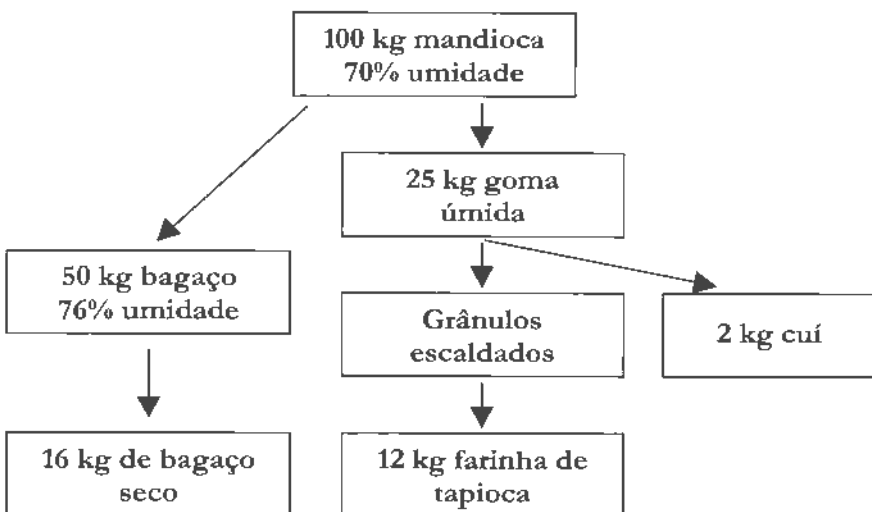 100 kg mandioca
70% umidade
25 kg goma
úmida
50 kg bagaço
76% umidade
Grânulos
escaldados
2 kg cuí
16 kg de bagaço
seco
12 kg farinha de
tapioca